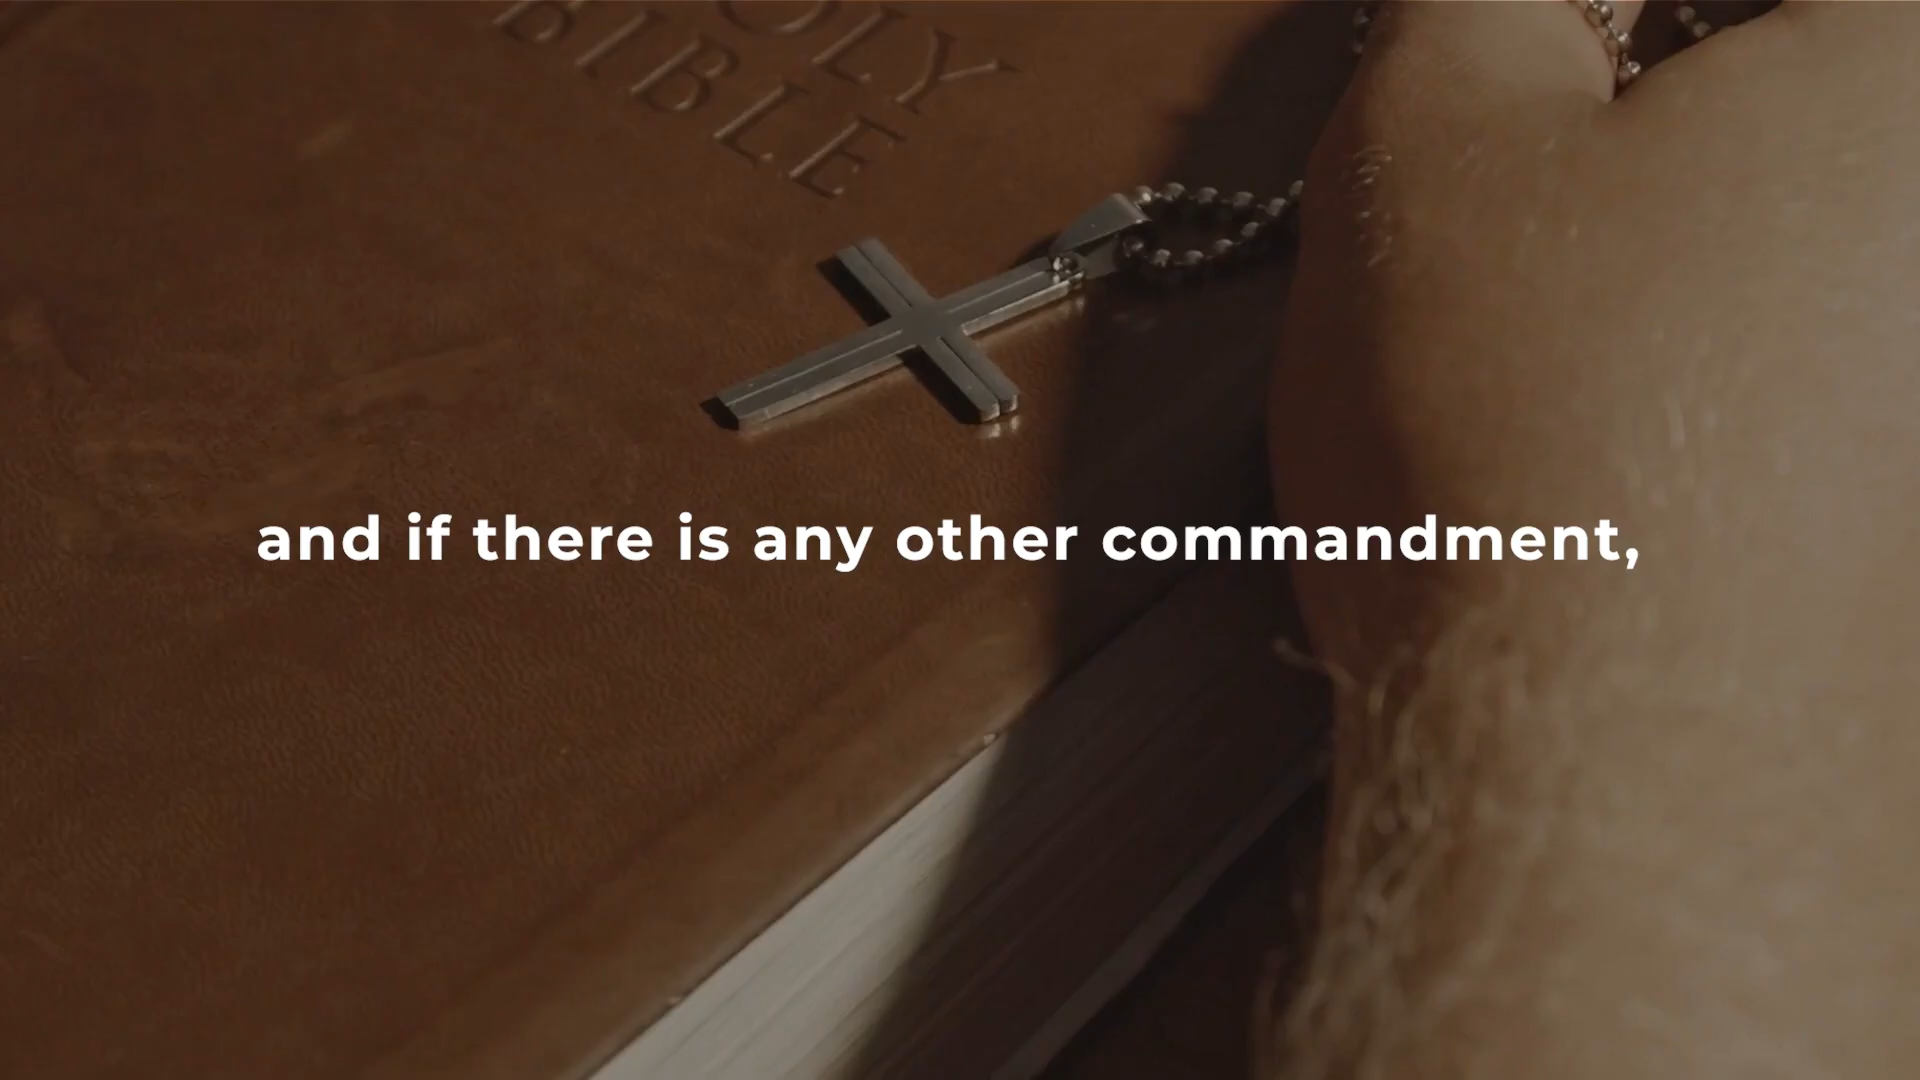 OLY
BIBLE
and if there is any other commandment,